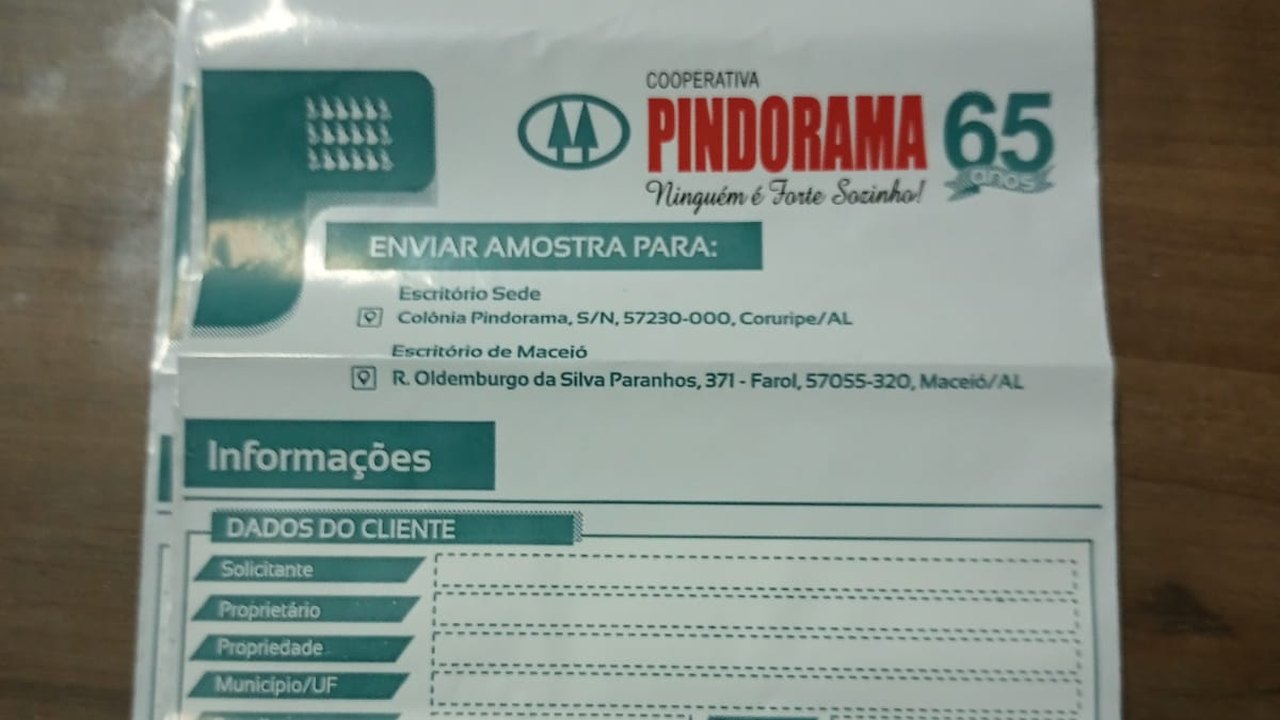 COOPERATIVA
PINDORAMA
65
anos
Ninguém é Forte Sozinho!
ENVIAR AMOSTRA PARA:
Escritório Sede
Colônia Pindorama, S/N, 57230-000, Coruripe/AL
Escritório de Maceió
R. Oldemburgo da Silva Paranhos, 371 - Farol, 57055-320, Maceió/AL
Informações
DADOS DO CLIENTE
Solicitante
Proprietário
Propriedade
Município/UF